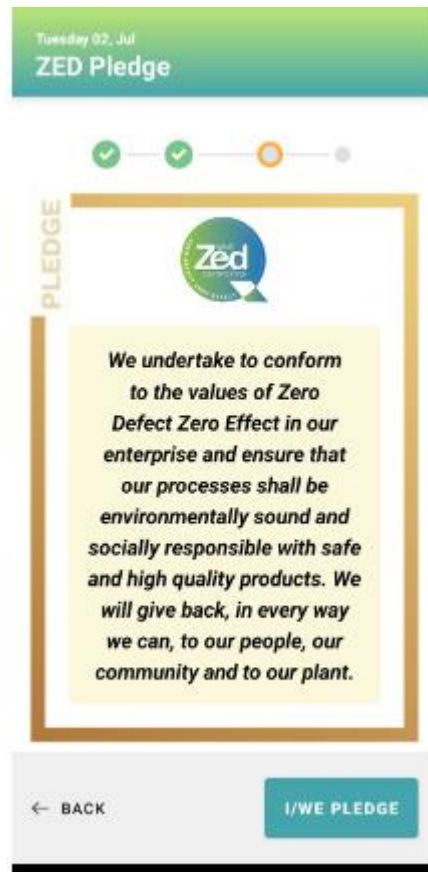 Tuesday 02, Jul
ZED Pledge
PLEDGE
Zed
We undertake to conform
to the values of Zero
Defect Zero Effect in our
enterprise and ensure that
our processes shall be
environmentally sound and
socially responsible with safe
and high quality products. We
will give back, in every way
we can, to our people, our
community and to our plant.
← BACK
I/WE PLEDGE